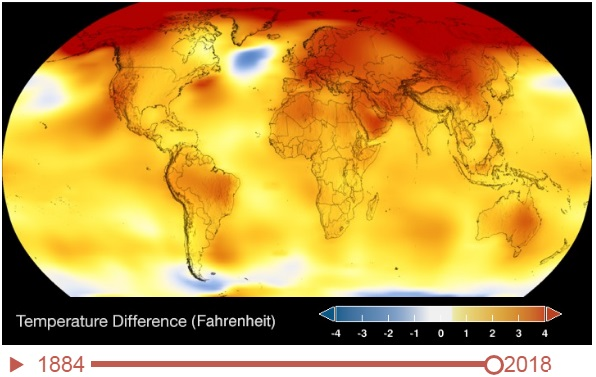 Temperature Difference (Fahrenheit)
-4 -3 -2 -1 0 1 2 3 4
1884 2018